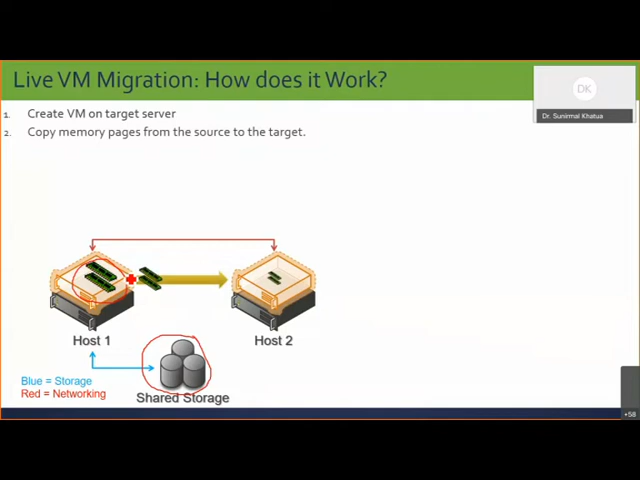 Live VM Migration: How does it Work?
DK
Dr. Sunirmal Khatua
1. Create VM on target server
2. Copy memory pages from the source to the target.
Host 1
Host 2
Blue = Storage
Red = Networking
Shared Storage
+58